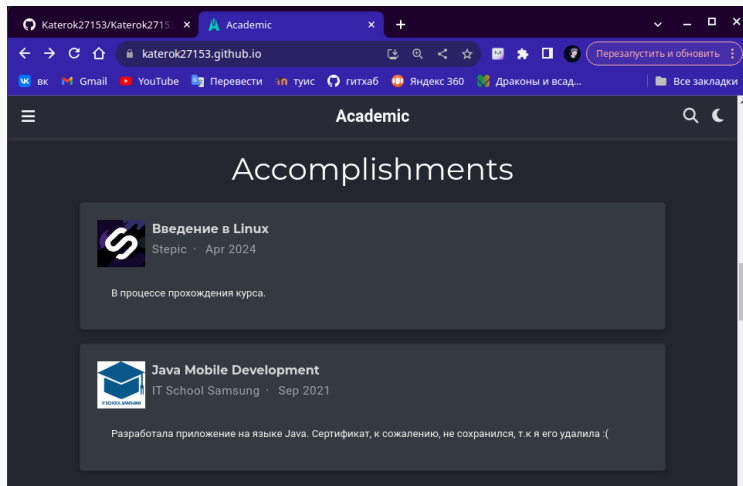 Katerok27153/Katerok2715
Academic
katerok27153.github.io
Перезапустить и обновить
вк
Gmail
YouTube
Перевести
туис
гитхаб
Яндекс 360
Драконы и всад...
Все закладки
Academic
Accomplishments
Введение в Linux
Stepic · Apr 2024
В процессе прохождения курса.
Java Mobile Development
IT School Samsung · Sep 2021
IT SCHOOL SAMSUNG
Разработала приложение на языке Java. Сертификат, к сожалению, не сохранился, т.к я его удалила :(